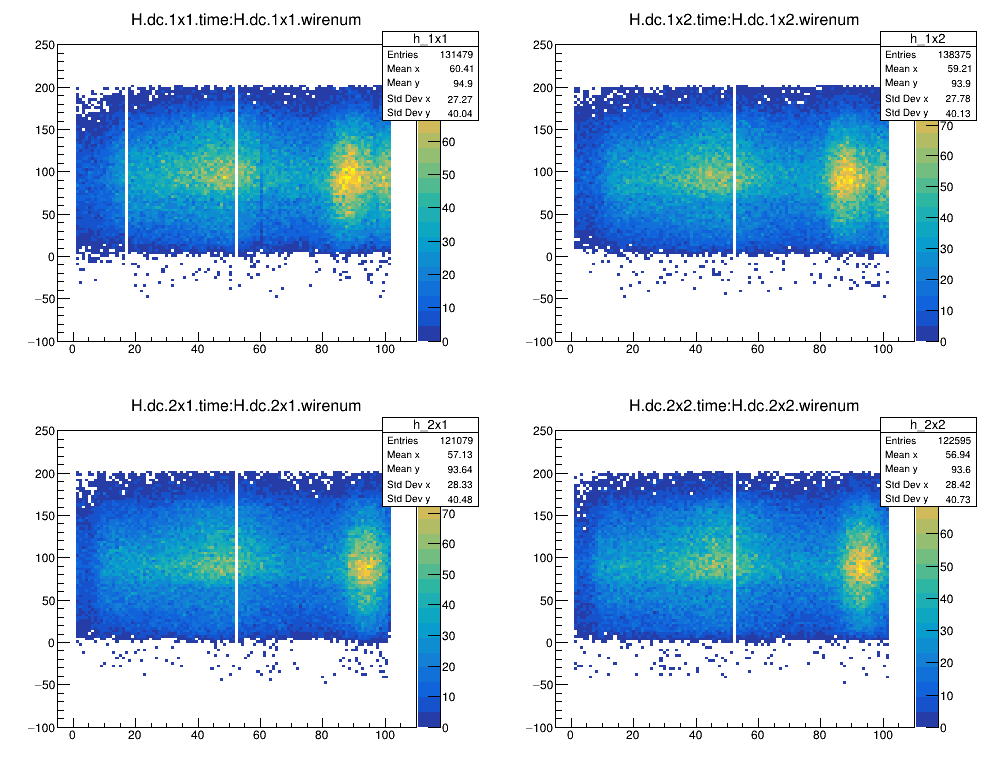 H.dc.1x1.time:H.dc.1x1.wirenum
h_1x1
Entries 131479
Mean x 60.41
Mean y 94.9
Std Dev x 27.27
Std Dev y 40.04
250
200
150
100
50
0
−50
−100
0 20 40 60 80 100
60
50
40
30
20
10
0
H.dc.1x2.time:H.dc.1x2.wirenum
h_1x2
Entries 138375
Mean x 59.21
Mean y 93.9
Std Dev x 27.78
Std Dev y 40.13
250
200
150
100
50
0
−50
−100
0 20 40 60 80 100
70
60
50
40
30
20
10
0
H.dc.2x1.time:H.dc.2x1.wirenum
h_2x1
Entries 121079
Mean x 57.13
Mean y 93.64
Std Dev x 28.33
Std Dev y 40.48
250
200
150
100
50
0
−50
−100
0 20 40 60 80 100
70
60
50
40
30
20
10
0
H.dc.2x2.time:H.dc.2x2.wirenum
h_2x2
Entries 122595
Mean x 56.94
Mean y 93.6
Std Dev x 28.42
Std Dev y 40.73
250
200
150
100
50
0
−50
−100
0 20 40 60 80 100
60
50
40
30
20
10
0